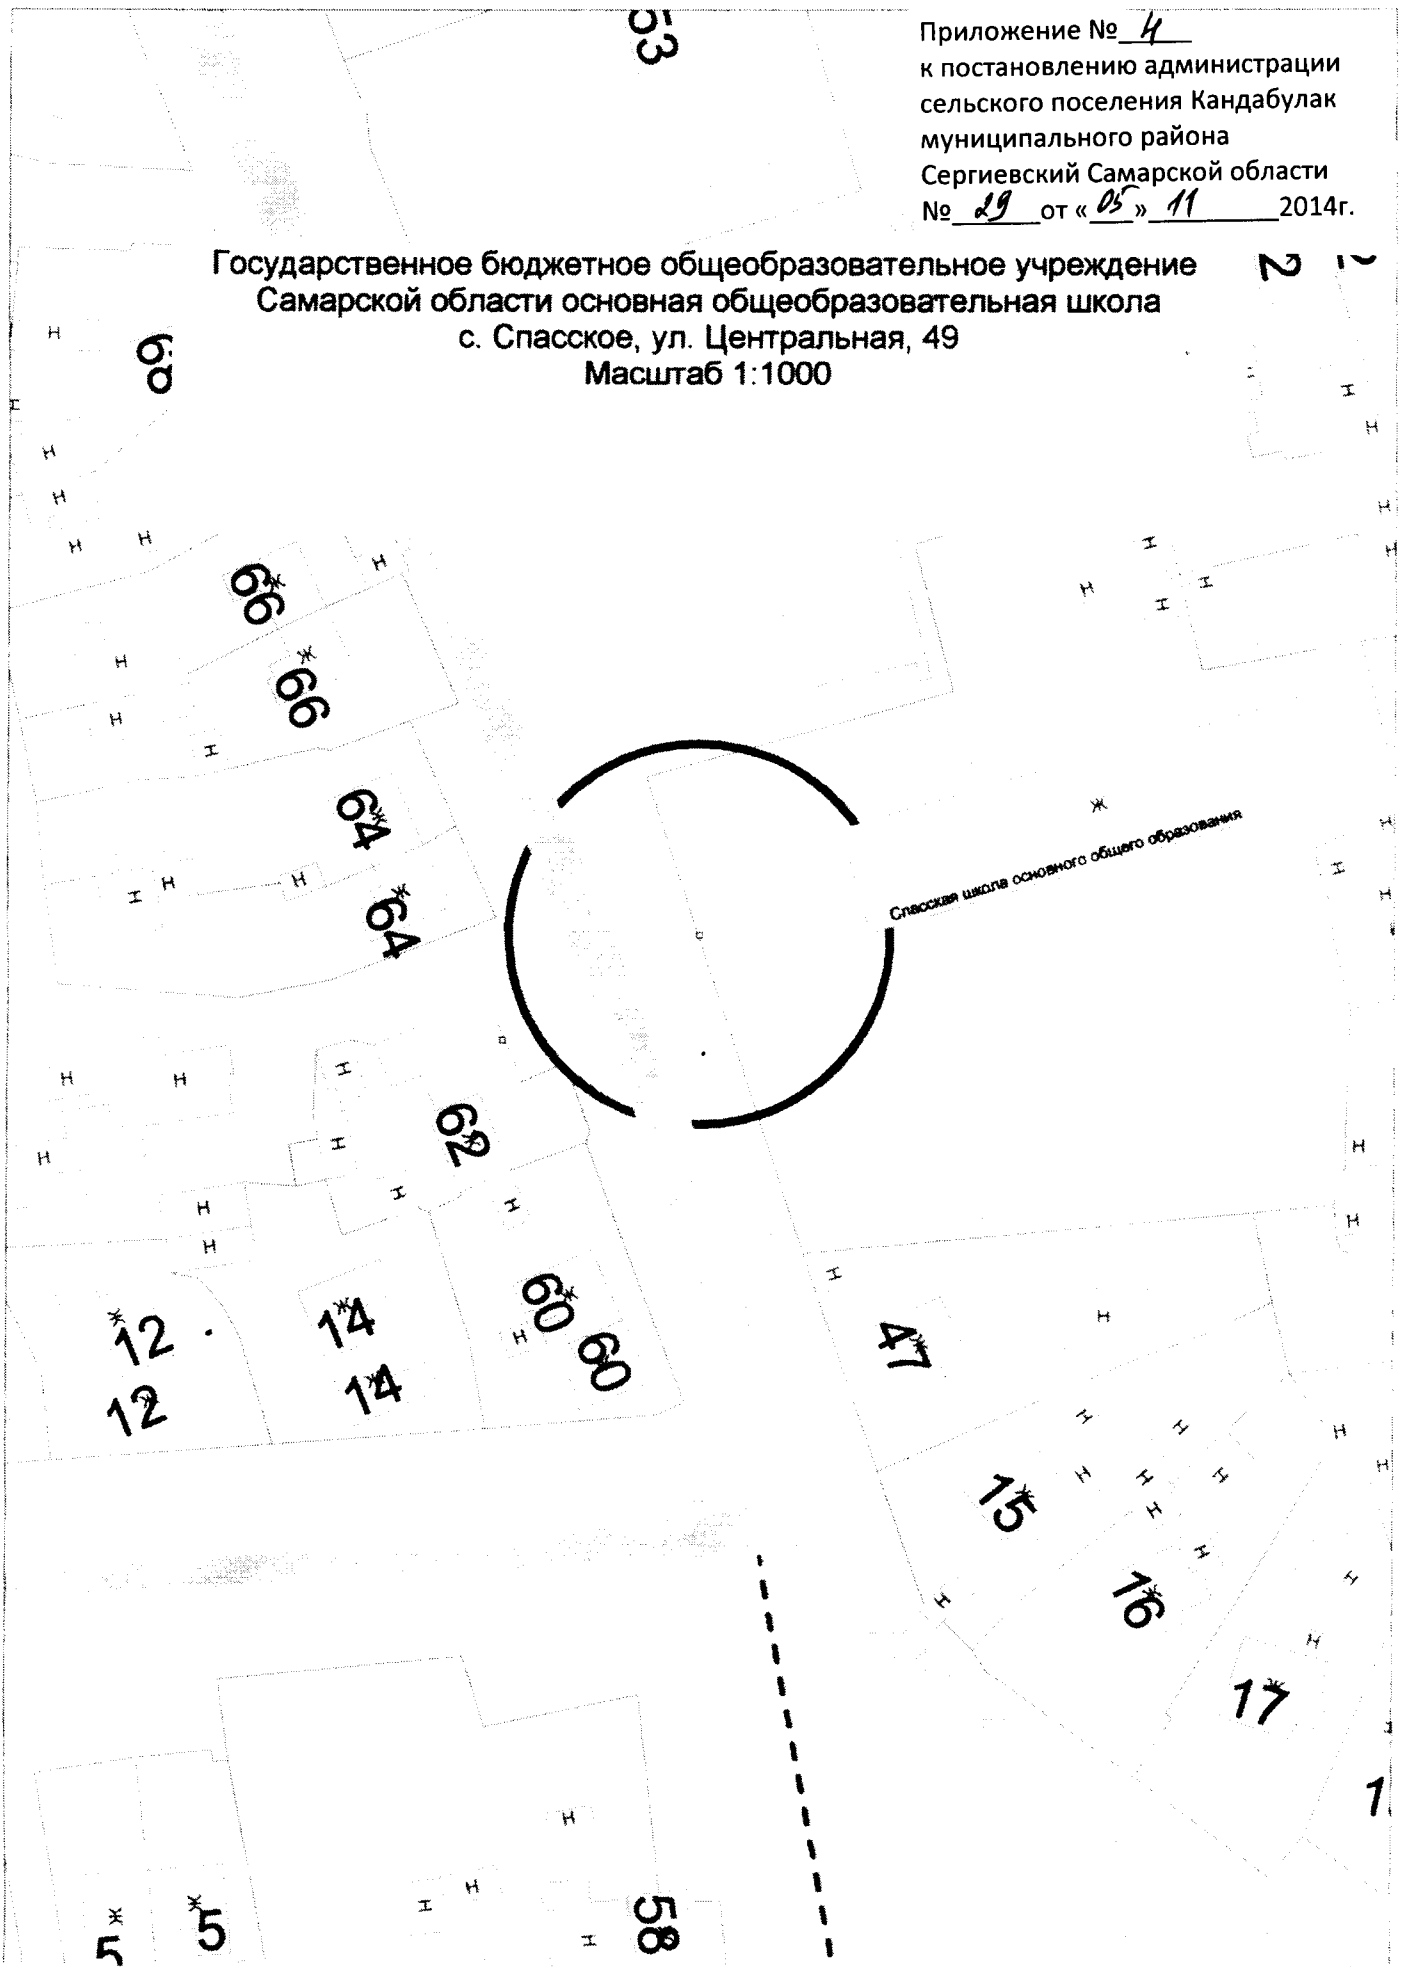 53
Приложение № 4
к постановлению администрации
сельского поселения Кандабулак
муниципального района
Сергиевский Самарской области
№ 29 от « 05 » 11 2014г.
Государственное бюджетное общеобразовательное учреждение
Самарской области основная общеобразовательная школа
с. Спасское, ул. Центральная, 49
Масштаб 1:1000
2
Н
Н
Н
Н
Н
Н
Н
Н
Н
Н
66
Ж
Н
Н
Н
Н
Н
Н
Н
Ж
66
Н
Н
Н
64
Ж
Ж
Спасская школа основного общего образования
Н
Н
Н
Н
Н
Н
64
Ж
Н
Н
Н
62
Ж
Н
Н
Н
Н
Н
Н
Н
Н
Н
Н
60
Ж
Н
60
Ж
12
Ж
14
Ж
12
Ж
14
Ж
47
Ж
Н
Н
Н
Н
Н
Н
15
Ж
Н
Н
Н
Н
Н
16
Ж
Н
Н
Н
Н
17
Ж
Н
Н
Н
Н
Ж
5
Ж
5
58